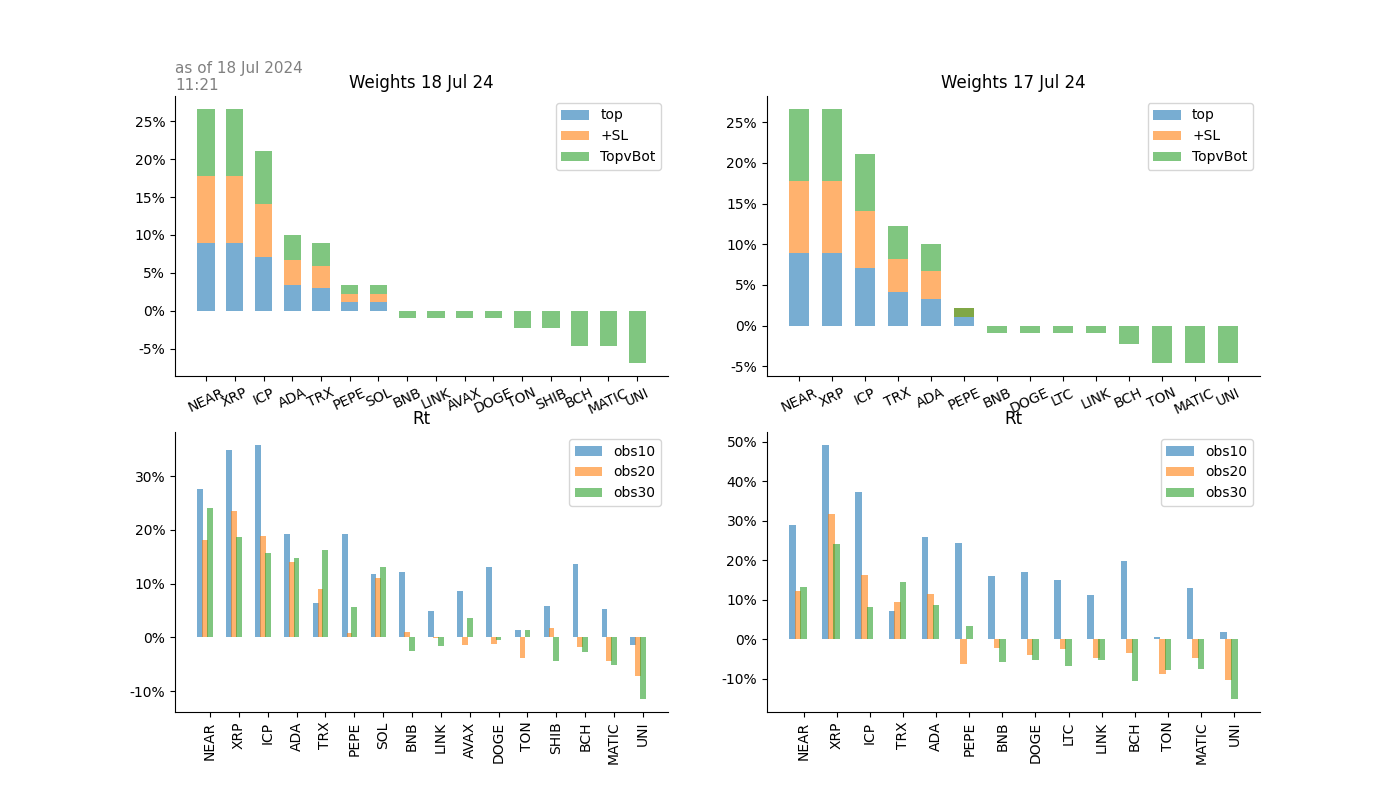 as of 18 Jul 2024
11:21
Weights 18 Jul 24
25%
20%
15%
10%
5%
0%
-5%
top
+SL
TopvBot
NEAR XRP ICP ADA TRX PEPE SOL BNB LINK AVAX DOGE TON SHIB BCH MATIC UNI
Weights 17 Jul 24
25%
20%
15%
10%
5%
0%
-5%
top
+SL
TopvBot
NEAR XRP ICP TRX ADA PEPE BNB DOGE LTC LINK BCH TON MATIC UNI
Rt
30%
20%
10%
0%
-10%
obs10
obs20
obs30
NEAR XRP ICP ADA TRX PEPE SOL BNB LINK AVAX DOGE TON SHIB BCH MATIC UNI
Rt
50%
40%
30%
20%
10%
0%
-10%
obs10
obs20
obs30
NEAR XRP ICP TRX ADA PEPE BNB DOGE LTC LINK BCH TON MATIC UNI